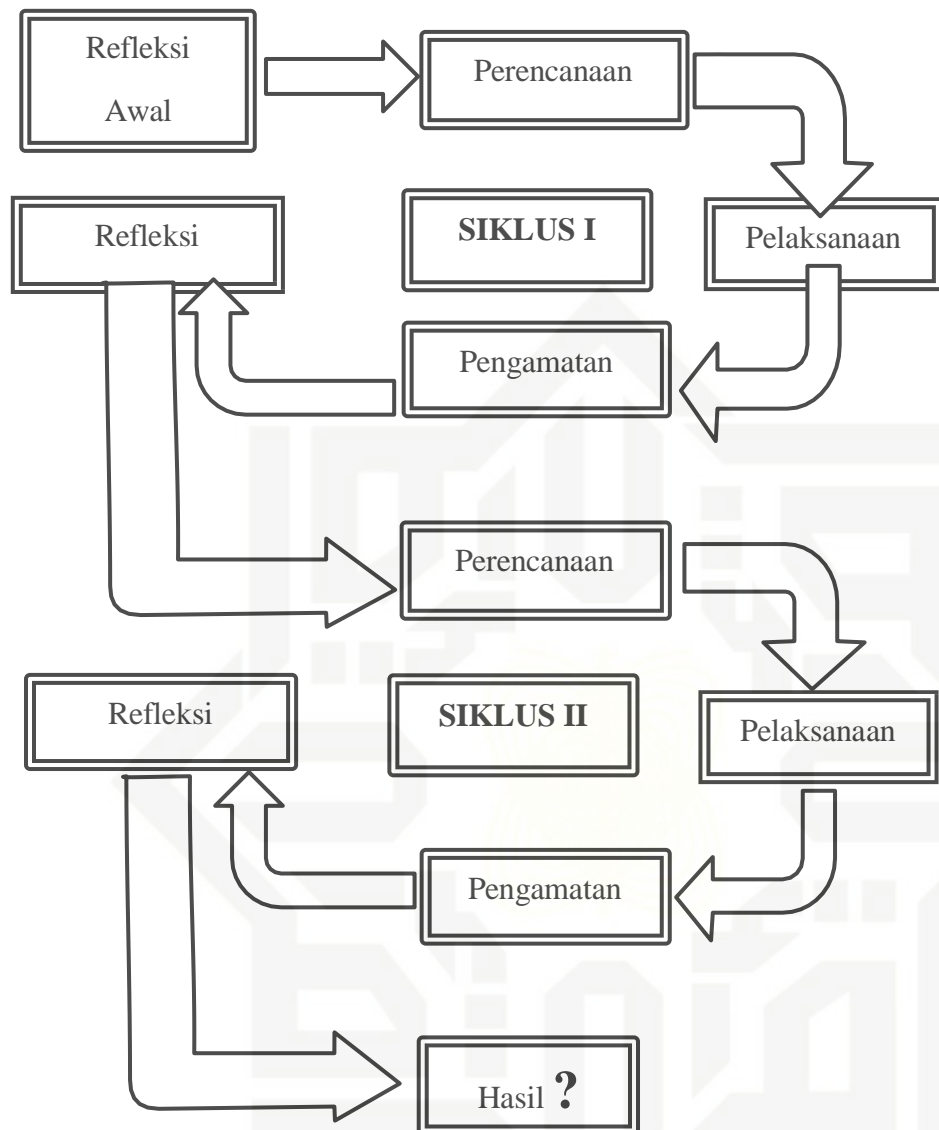 Refleksi
Awal
Perencanaan
Refleksi
SIKLUS I
Pelaksanaan
Pengamatan
Perencanaan
Refleksi
SIKLUS II
Pelaksanaan
Pengamatan
Hasil ?